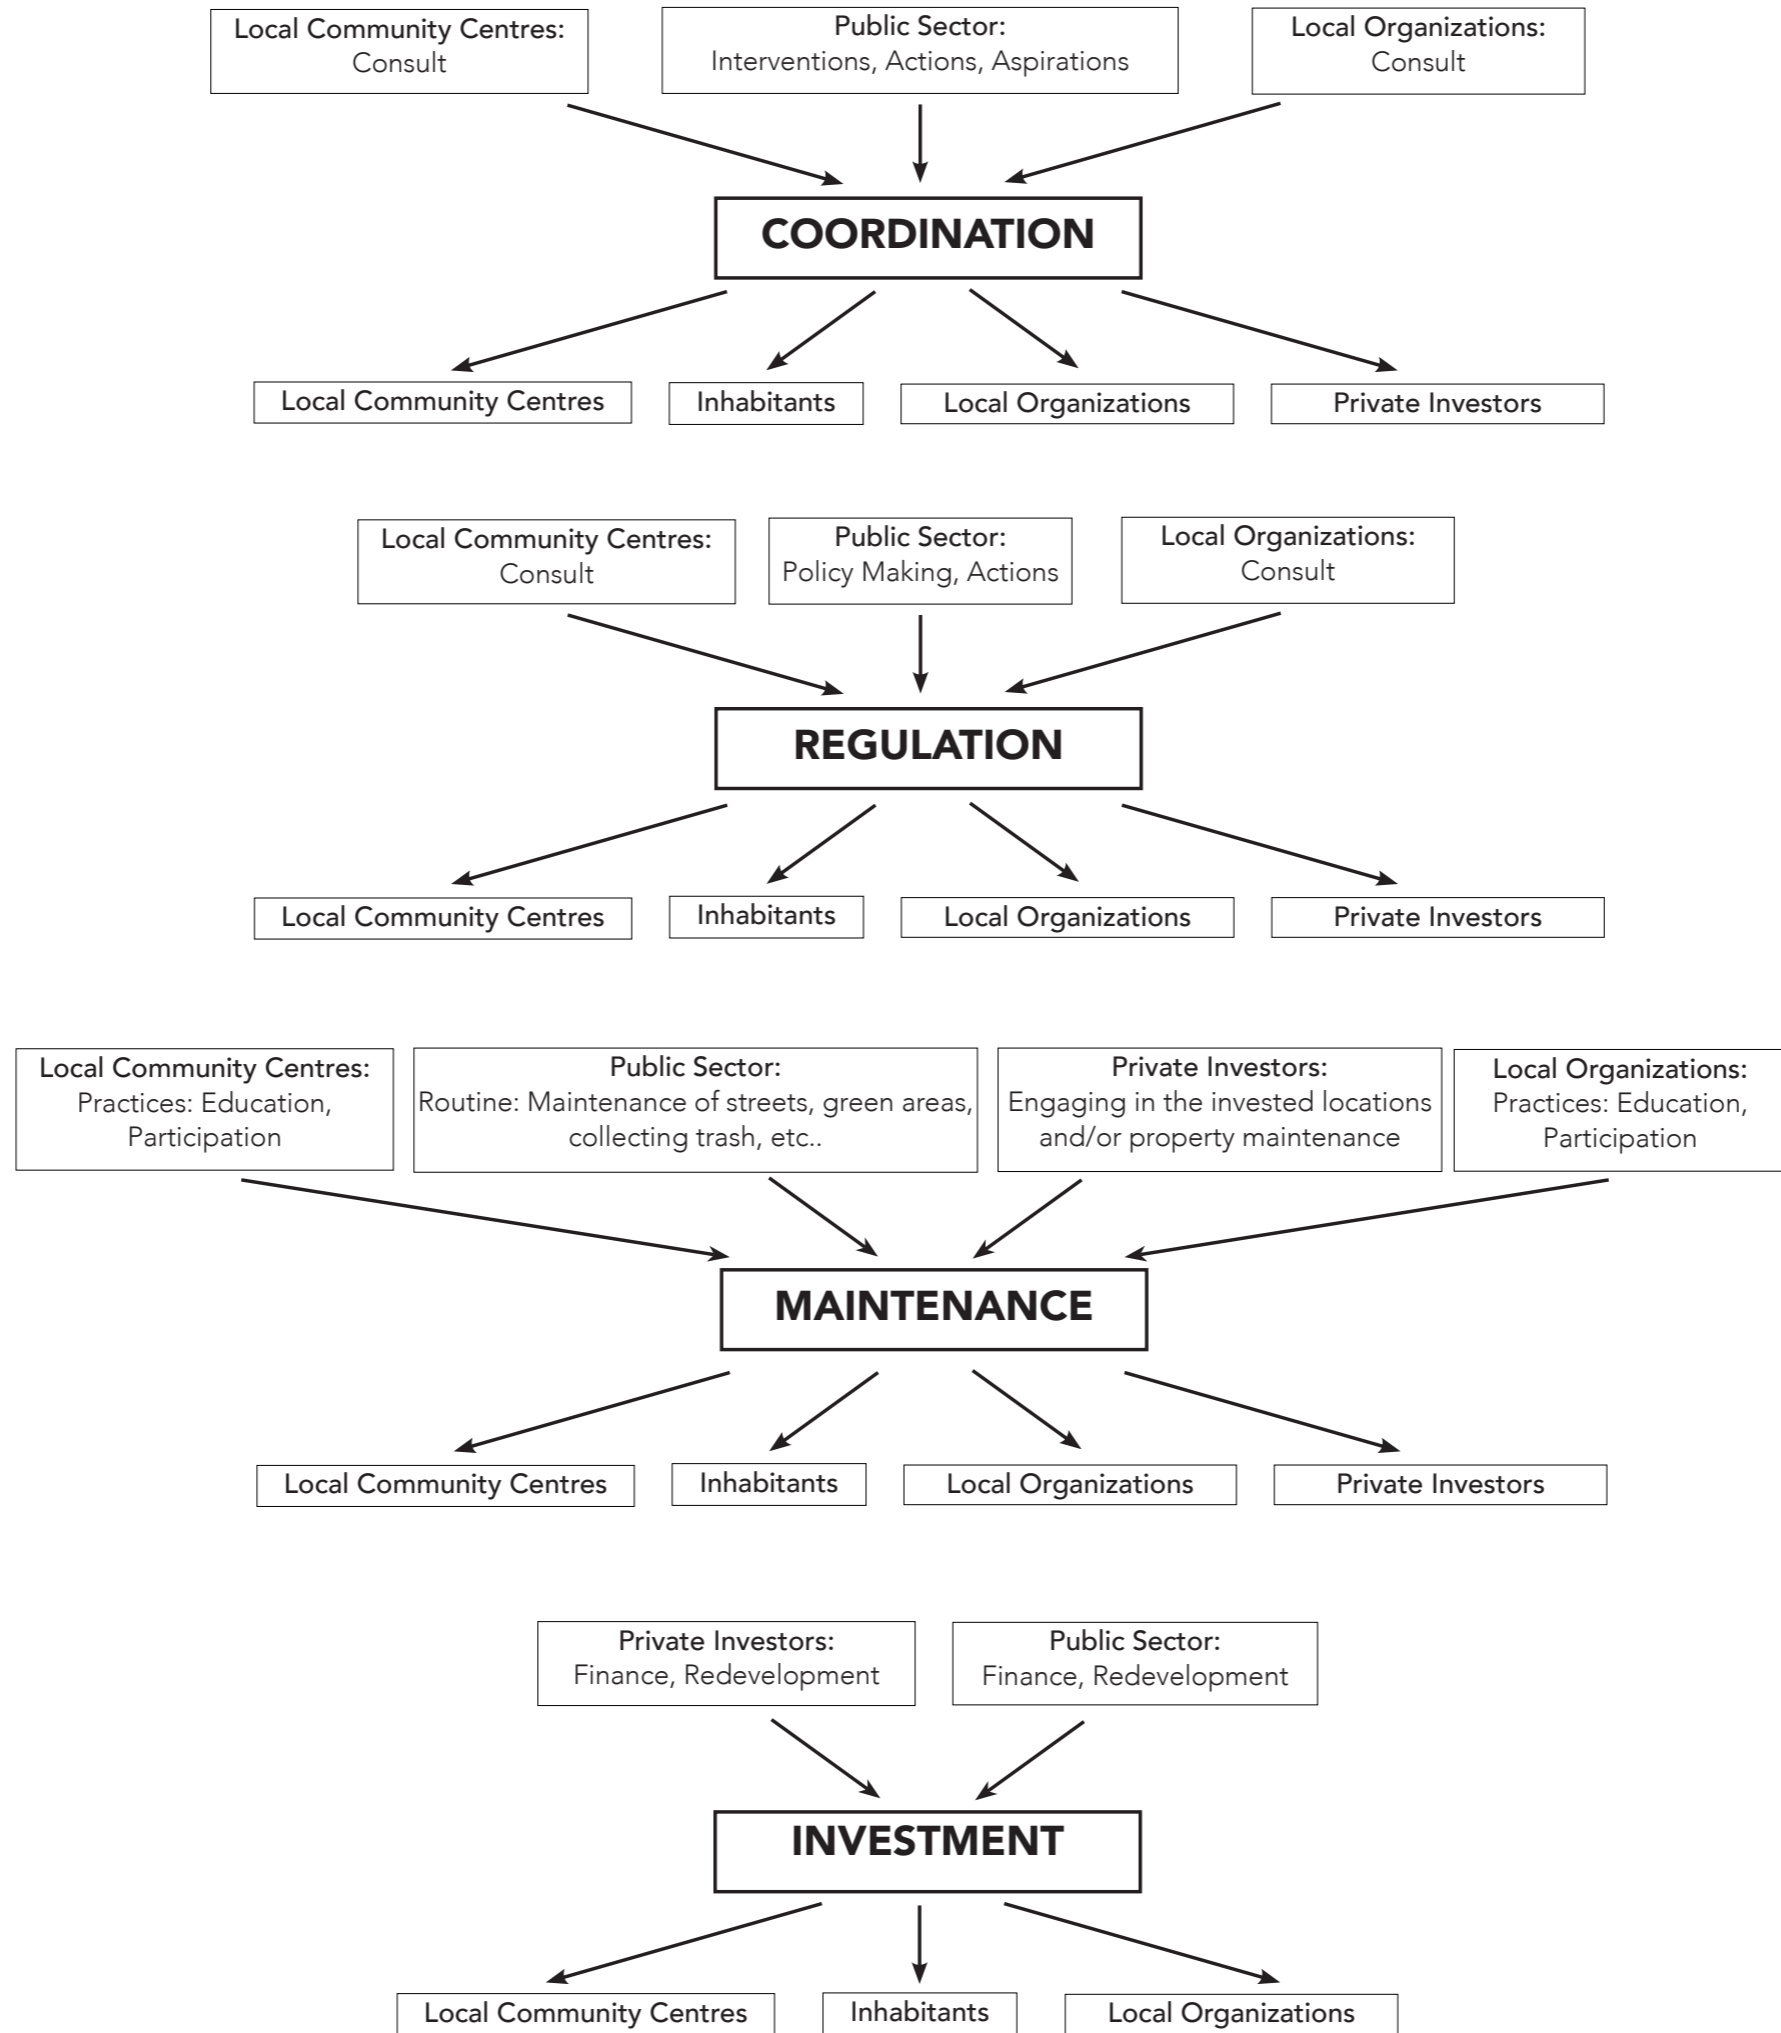 Local Community Centres:
Consult
Public Sector:
Interventions, Actions, Aspirations
Local Organizations:
Consult
COORDINATION
Local Community Centres
Inhabitants
Local Organizations
Private Investors
Local Community Centres:
Consult
Public Sector:
Policy Making, Actions
Local Organizations:
Consult
REGULATION
Local Community Centres
Inhabitants
Local Organizations
Private Investors
Local Community Centres:
Practices: Education,
Participation
Public Sector:
Routine: Maintenance of streets, green areas,
collecting trash, etc..
Private Investors:
Engaging in the invested locations
and/or property maintenance
Local Organizations:
Practices: Education,
Participation
MAINTENANCE
Local Community Centres
Inhabitants
Local Organizations
Private Investors
Private Investors:
Finance, Redevelopment
Public Sector:
Finance, Redevelopment
INVESTMENT
Local Community Centres
Inhabitants
Local Organizations